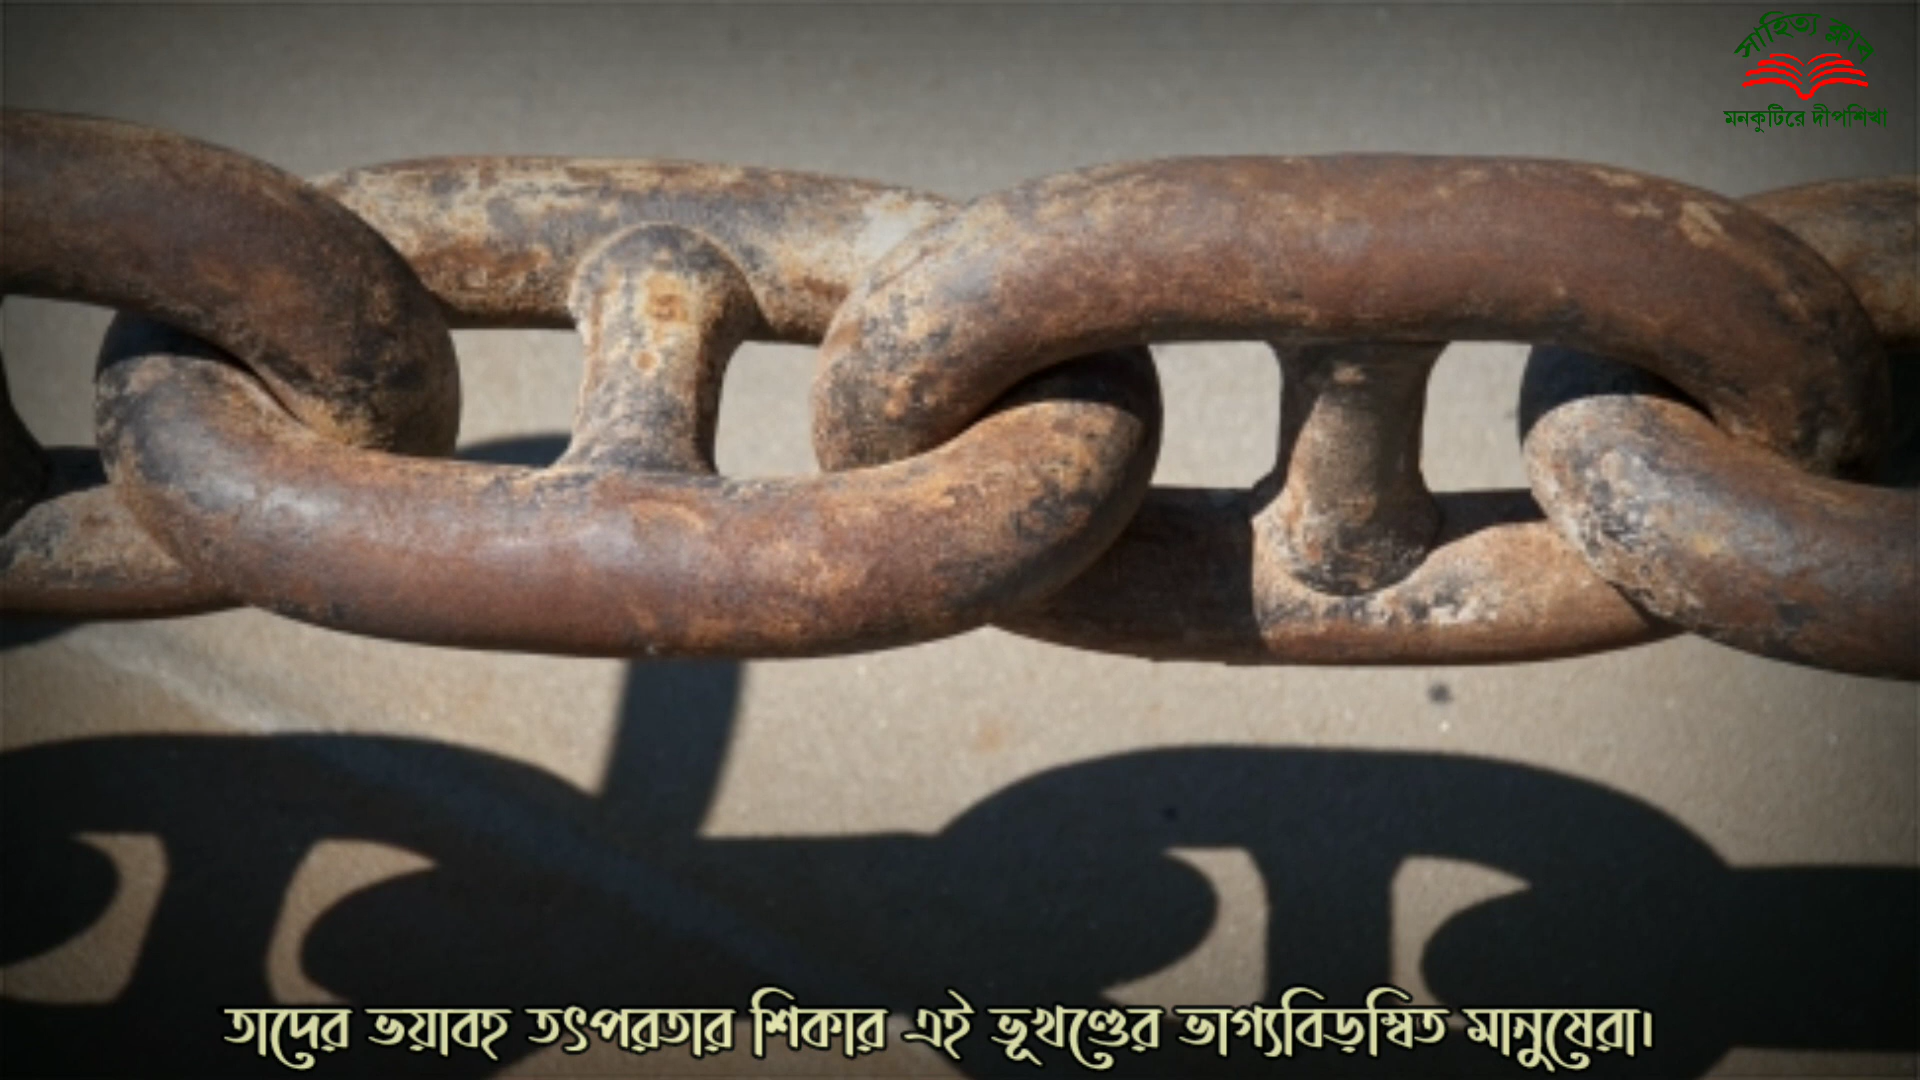 সাহিত্য ক্লাব
মনকুটিরে দীপশিখা
তাদের ভয়াবহ তৎপরতার শিকার এই ভূখণ্ডের ভাগ্যবিড়ম্বিত মানুষেরা।